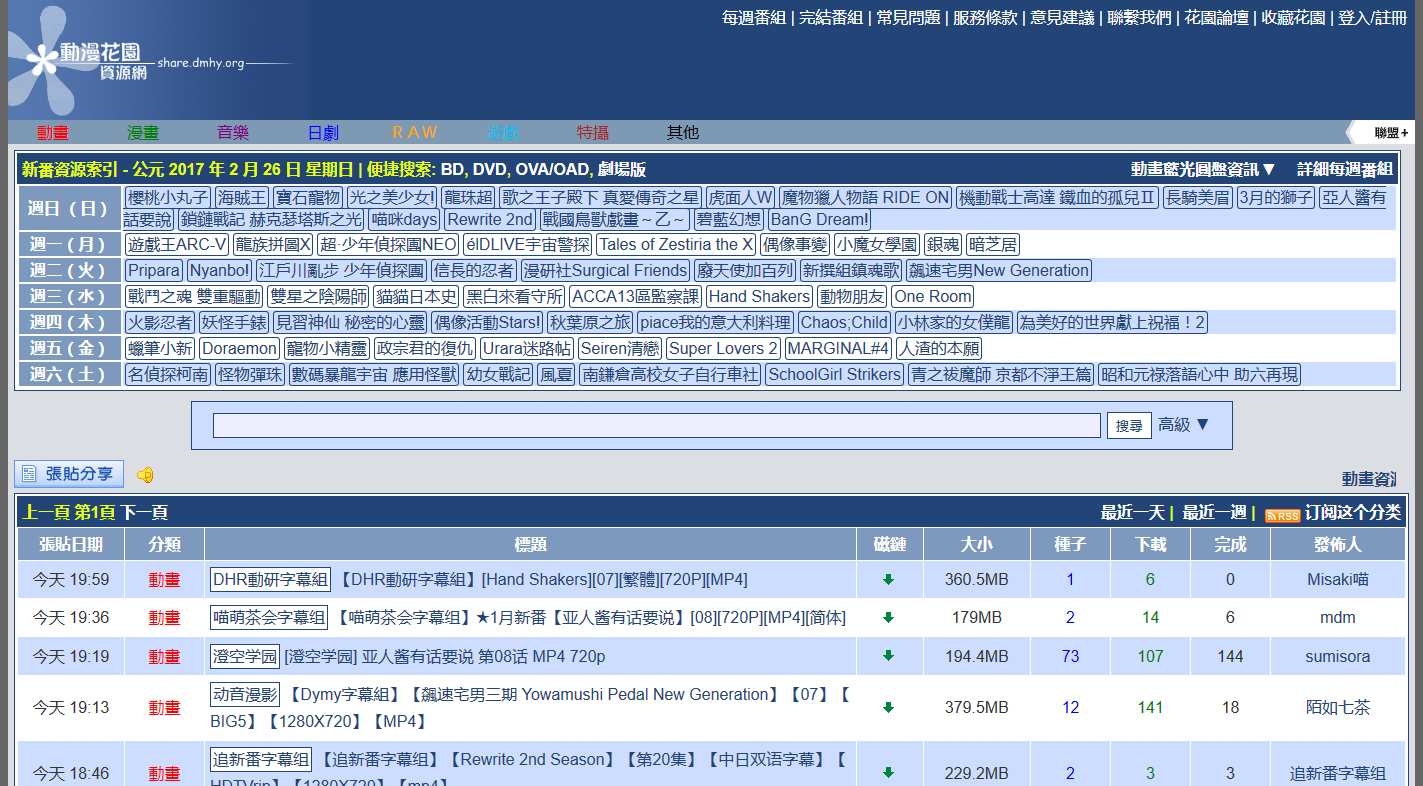 每週番組 | 完結番組 | 常見問題 | 服務條款 | 意見建議 | 聯繫我們 | 花園論壇 | 收藏花園 | 登入/註冊
動漫花園
資源網 share.dmhy.org
動畫 漫畫 音樂 日劇 RAW 遊戲 特攝 其他 聯盟+
新番資源索引 - 公元 2017 年 2 月 26 日 星期日 | 便捷搜索: BD, DVD, OVA/OAD, 劇場版 動畫藍光圓盤資訊▼ 詳細每週番組
週日（日） 櫻桃小丸子 海賊王 寶石寵物 光之美少女! 龍珠超 歌之王子殿下 真愛傳奇之星 虎面人W 魔物獵人物語 RIDE ON 機動戰士高達 鐵血的孤兒Ⅱ 長騎美眉 3月的獅子 亞人醬有
話要說 鎖鏈戰記 赫克瑟塔斯之光 喵咪days Rewrite 2nd 戰國鳥獸戲畫～乙～ 碧藍幻想 BanG Dream!
週一（月） 遊戲王ARC-V 龍族拼圖X 超·少年偵探團NEO élDLIVE宇宙警探 Tales of Zestiria the X 偶像事變 小魔女學園 銀魂 暗芝居
週二（火） Pripara Nyanbo! 江戶川亂步 少年偵探團 信長的忍者 漫研社Surgical Friends 廢天使加百列 新撰組鎮魂歌 飆速宅男New Generation
週三（水） 戰鬥之魂 雙重驅動 雙星之陰陽師 貓貓日本史 黑白來看守所 ACCA13區監察課 Hand Shakers 動物朋友 One Room
週四（木） 火影忍者 妖怪手錶 見習神仙 秘密的心靈 偶像活動Stars! 秋葉原之旅 piace我的意大利料理 Chaos;Child 小林家的女僕龍 為美好的世界獻上祝福！2
週五（金） 蠟筆小新 Doraemon 寵物小精靈 政宗君的復仇 Urara迷路帖 Seiren清戀 Super Lovers 2 MARGINAL#4 人渣的本願
週六（土） 名偵探柯南 怪物彈珠 數碼暴龍宇宙 應用怪獸 幼女戰記 風夏 南鎌倉高校女子自行車社 SchoolGirl Strikers 青之祓魔師 京都不淨王篇 昭和元祿落語心中 助六再現
搜尋 高級 ▼
張貼分享 動畫資
上一頁 第1頁 下一頁 最近一天 | 最近一週 | RSS 订阅这个分类
張貼日期 分類 標題 磁鏈 大小 種子 下載 完成 發佈人
今天 19:59 動畫 DHR動研字幕組 【DHR動研字幕組】[Hand Shakers][07][繁體][720P][MP4] 360.5MB 1 6 0 Misaki喵
今天 19:36 動畫 喵萌茶会字幕组 【喵萌茶会字幕组】★1月新番【亚人酱有话要说】[08][720P][MP4][简体] 179MB 2 14 6 mdm
今天 19:19 動畫 澄空学园 [澄空学园] 亚人酱有话要说 第08话 MP4 720p 194.4MB 73 107 144 sumisora
今天 19:13 動畫 动音漫影 【Dymy字幕組】【飆速宅男三期 Yowamushi Pedal New Generation】【07】【
BIG5】【1280X720】【MP4】 379.5MB 12 141 18 陌如七茶
今天 18:46 動畫 追新番字幕组 【追新番字幕组】【Rewrite 2nd Season】【第20集】【中日双语字幕】【
HDTVrip】【1280X720】【mp4】 229.2MB 2 3 3 追新番字幕组